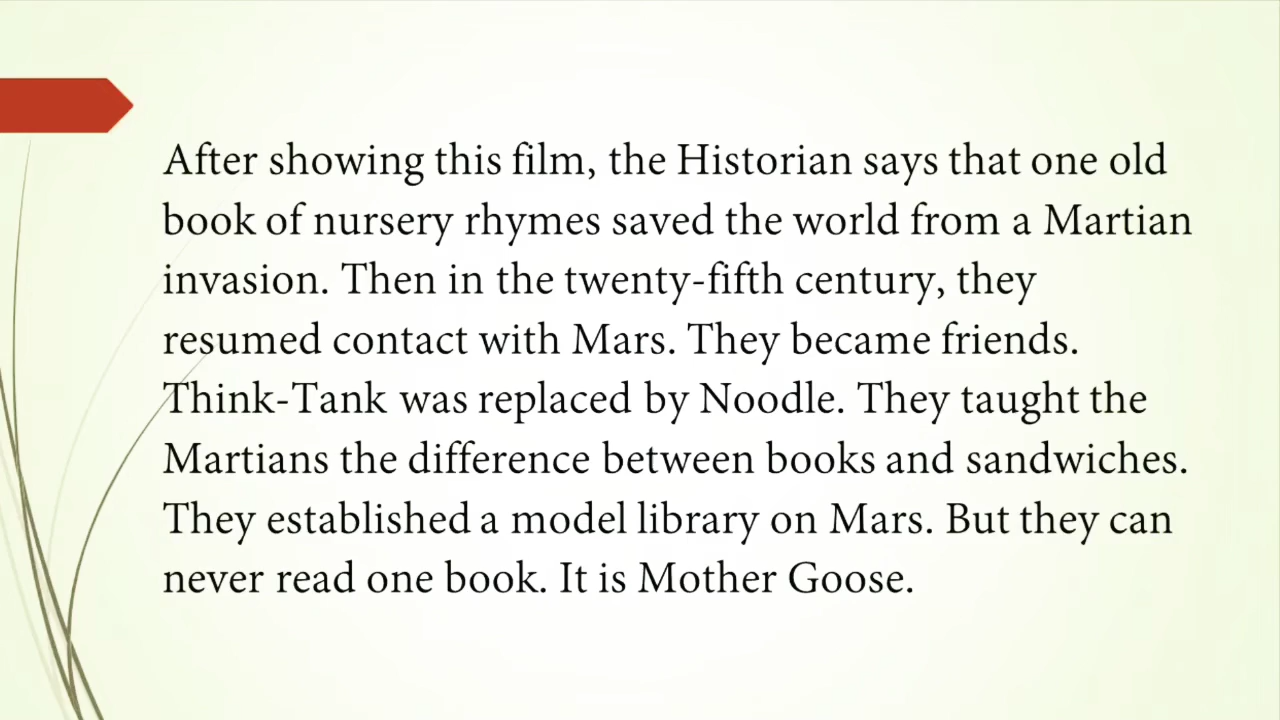 After showing this film, the Historian says that one old
book of nursery rhymes saved the world from a Martian
invasion. Then in the twenty-fifth century, they
resumed contact with Mars. They became friends.
Think-Tank was replaced by Noodle. They taught the
Martians the difference between books and sandwiches.
They established a model library on Mars. But they can
never read one book. It is Mother Goose.